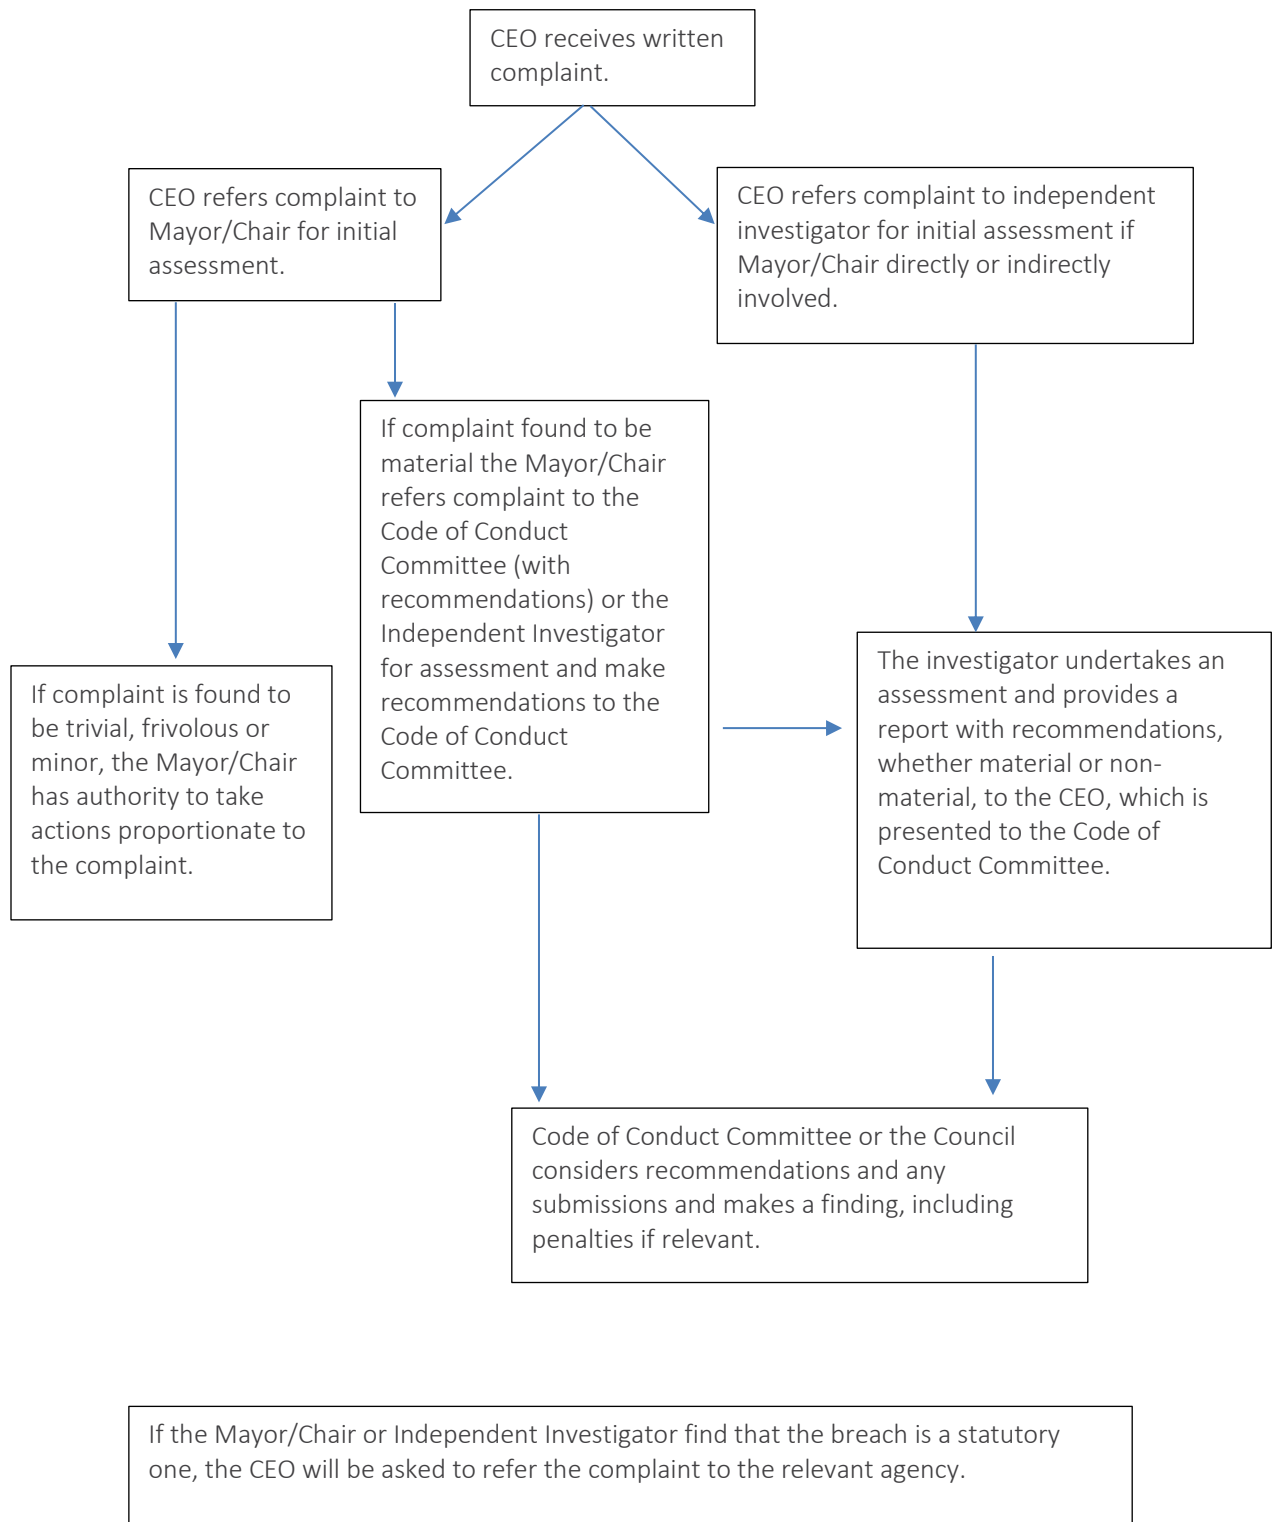 CEO receives written
complaint.
CEO refers complaint to
Mayor/Chair for initial
assessment.
CEO refers complaint to independent
investigator for initial assessment if
Mayor/Chair directly or indirectly
involved.
If complaint found to be
material the Mayor/Chair
refers complaint to the
Code of Conduct
Committee (with
recommendations) or the
Independent Investigator
for assessment and make
recommendations to the
Code of Conduct
Committee.
If complaint is found to
be trivial, frivolous or
minor, the Mayor/Chair
has authority to take
actions proportionate to
the complaint.
The investigator undertakes an
assessment and provides a
report with recommendations,
whether material or non-
material, to the CEO, which is
presented to the Code of
Conduct Committee.
Code of Conduct Committee or the Council
considers recommendations and any
submissions and makes a finding, including
penalties if relevant.
If the Mayor/Chair or Independent Investigator find that the breach is a statutory
one, the CEO will be asked to refer the complaint to the relevant agency.